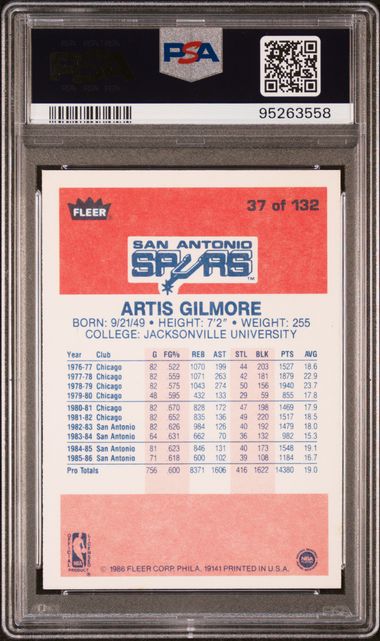 PSA
PSA
95263558
FLEER
37 of 132
SAN ANTONIO
SPURS TM
ARTIS GILMORE
BORN: 9/21/49 • HEIGHT: 7'2" • WEIGHT: 255
COLLEGE: JACKSONVILLE UNIVERSITY
Year Club G FG% REB AST STL BLK PTS AVG
1976-77 Chicago 82 .522 1070 199 44 203 1527 18.6
1977-78 Chicago 82 .559 1071 263 42 181 1879 22.9
1978-79 Chicago 82 .575 1043 274 50 156 1940 23.7
1979-80 Chicago 48 .595 432 133 29 59 855 17.8
1980-81 Chicago 82 .670 828 172 47 198 1469 17.9
1981-82 Chicago 82 .652 835 136 49 220 1517 18.5
1982-83 San Antonio 82 .626 984 126 40 192 1479 18.0
1983-84 San Antonio 64 .631 662 70 36 132 982 15.3
1984-85 San Antonio 81 .623 846 131 40 173 1548 19.1
1985-86 San Antonio 71 .618 600 102 39 108 1184 16.7
Pro Totals 756 .600 8371 1606 416 1622 14380 19.0
OFFICIAL
LICENSED
NBA
PRODUCT
© 1986 FLEER CORP. PHILA. 19141 PRINTED IN U.S.A.